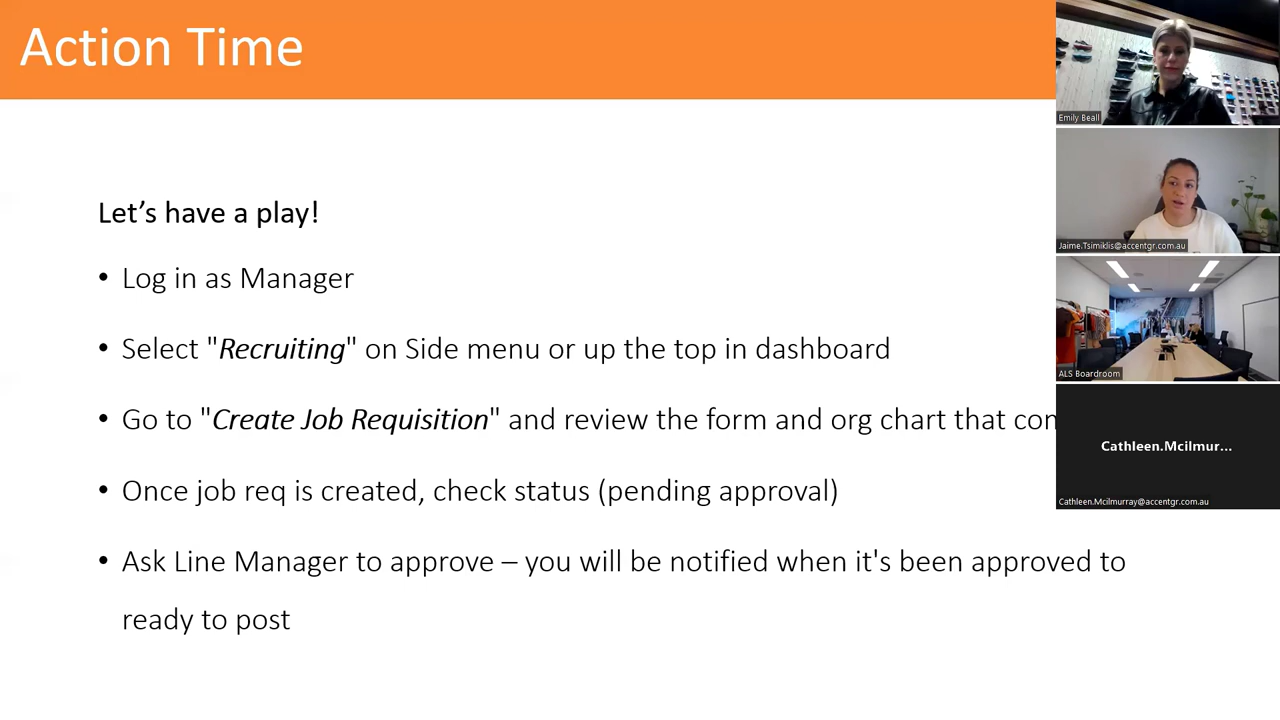 Action Time
Let’s have a play!
• Log in as Manager
• Select "Recruiting" on Side menu or up the top in dashboard
• Go to "Create Job Requisition" and review the form and org chart that
• Once job req is created, check status (pending approval)
• Ask Line Manager to approve – you will be notified when it's been approved to
ready to post
Emily Beall
Jaime.Tsimiklis@accentgr.com.au
ALS Boardroom
Cathleen.Mcilmur...
Cathleen.Mcilmurray@accentgr.com.au